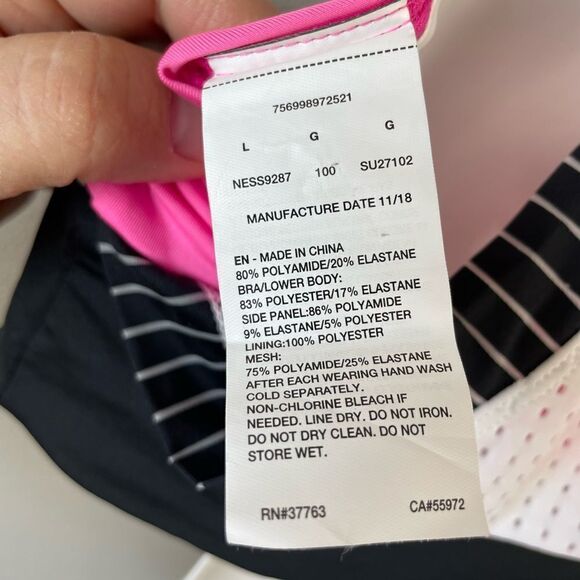 756998972521
L G G
NESS9287 100 SU27102
MANUFACTURE DATE 11/18
EN - MADE IN CHINA
80% POLYAMIDE/20% ELASTANE
BRA/LOWER BODY:
83% POLYESTER/17% ELASTANE
SIDE PANEL:86% POLYAMIDE
9% ELASTANE/5% POLYESTER
LINING:100% POLYESTER
MESH:
75% POLYAMIDE/25% ELASTANE
AFTER EACH WEARING HAND WASH
COLD SEPARATELY.
NON-CHLORINE BLEACH IF
NEEDED. LINE DRY. DO NOT IRON.
DO NOT DRY CLEAN. DO NOT
STORE WET.
RN#37763 CA#55972